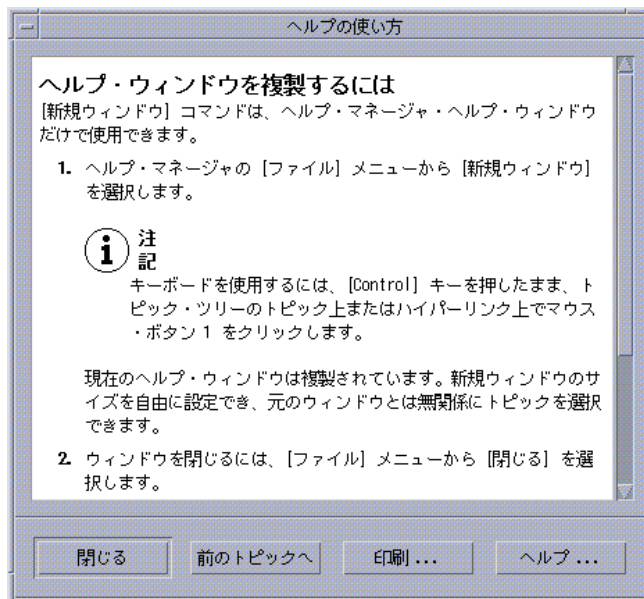 ヘルプの使い方
ヘルプ・ウィンドウを複製するには
[新規ウィンドウ] コマンドは、ヘルプ・マネージャ・ヘルプ・ウィンドウ
だけで使用できます。
1. ヘルプ・マネージャの [ファイル] メニューから [新規ウィンドウ]
を選択します。
注
記
キーボードを使用するには、[Control] キーを押したまま、ト
ピック・ツリーのトピック上またはハイパーリンク上でマウス
・ボタン 1 をクリックします。
現在のヘルプ・ウィンドウは複製されています。新規ウィンドウのサ
イズを自由に設定でき、元のウィンドウとは無関係にトピックを選択
できます。
2. ウィンドウを閉じるには、[ファイル] メニューから [閉じる] を選
択します。
閉じる
前のトピックへ
印刷 ...
ヘルプ ...